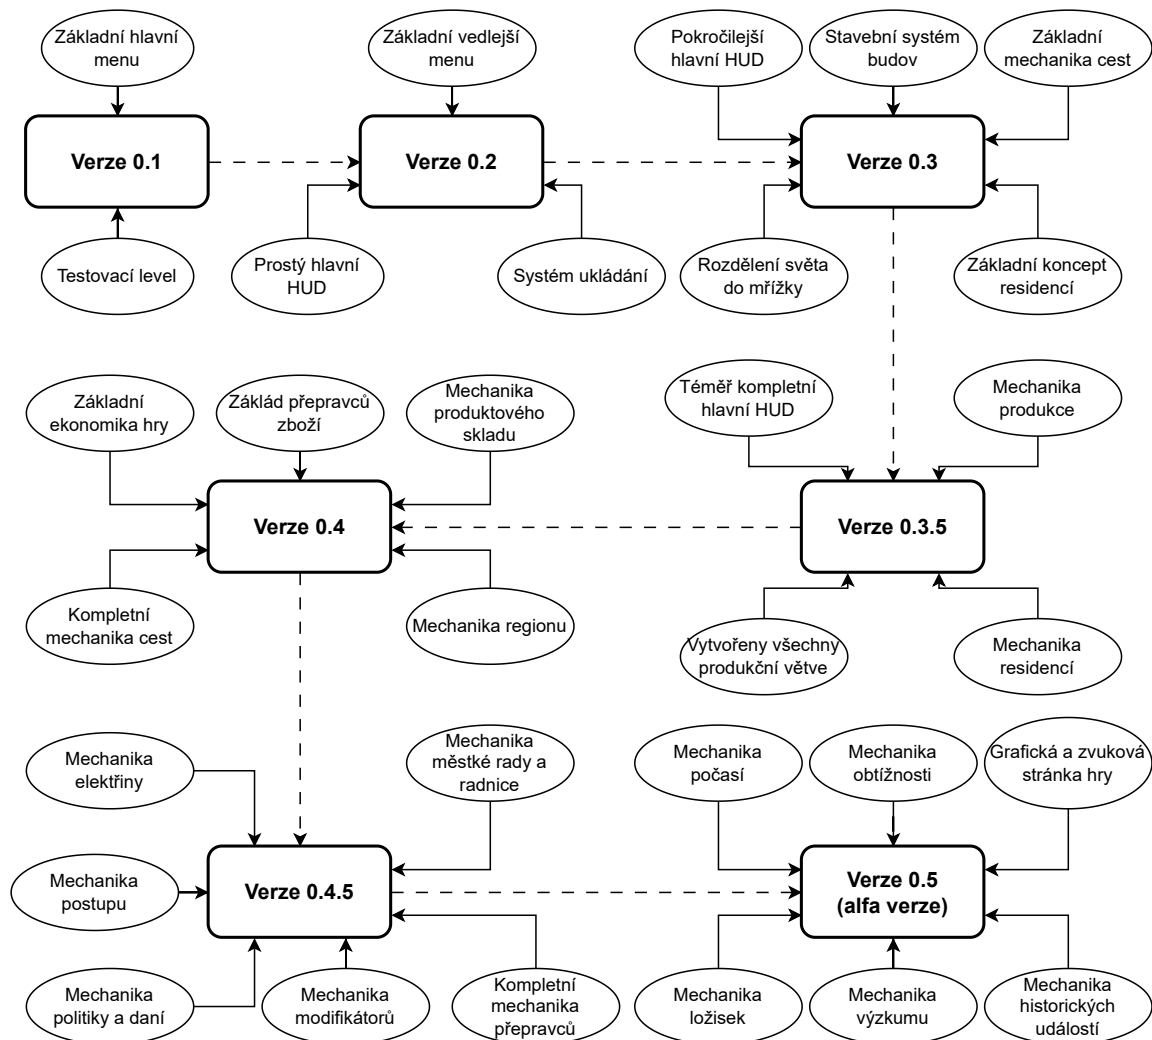 Základní hlavní
menu
Základní vedlejší
menu
Pokročilejší
hlavní HUD
Stavební systém
budov
Základní
mechanika cest
Verze 0.1
Verze 0.2
Verze 0.3
Testovací level
Prostý hlavní
HUD
Systém ukládání
Rozdělení světa
do mřížky
Základní koncept
residencí
Základní
ekonomika hry
Záklád přepravců
zboží
Mechanika
produktového
skladu
Téměř kompletní
hlavní HUD
Mechanika
produkce
Verze 0.4
Verze 0.3.5
Kompletní
mechanika cest
Mechanika regionu
Vytvořeny všechny
produkční větve
Mechanika
residencí
Mechanika
elektřiny
Mechanika
městké rady a
radnice
Mechanika
počasí
Mechanika
obtížnosti
Grafická a zvuková
stránka hry
Mechanika
postupu
Verze 0.4.5
Verze 0.5
(alfa verze)
Mechanika
politiky a daní
Mechanika
modifikátorů
Kompletní
mechanika
přepravců
Mechanika
ložisek
Mechanika
výzkumu
Mechanika
historických
událostí